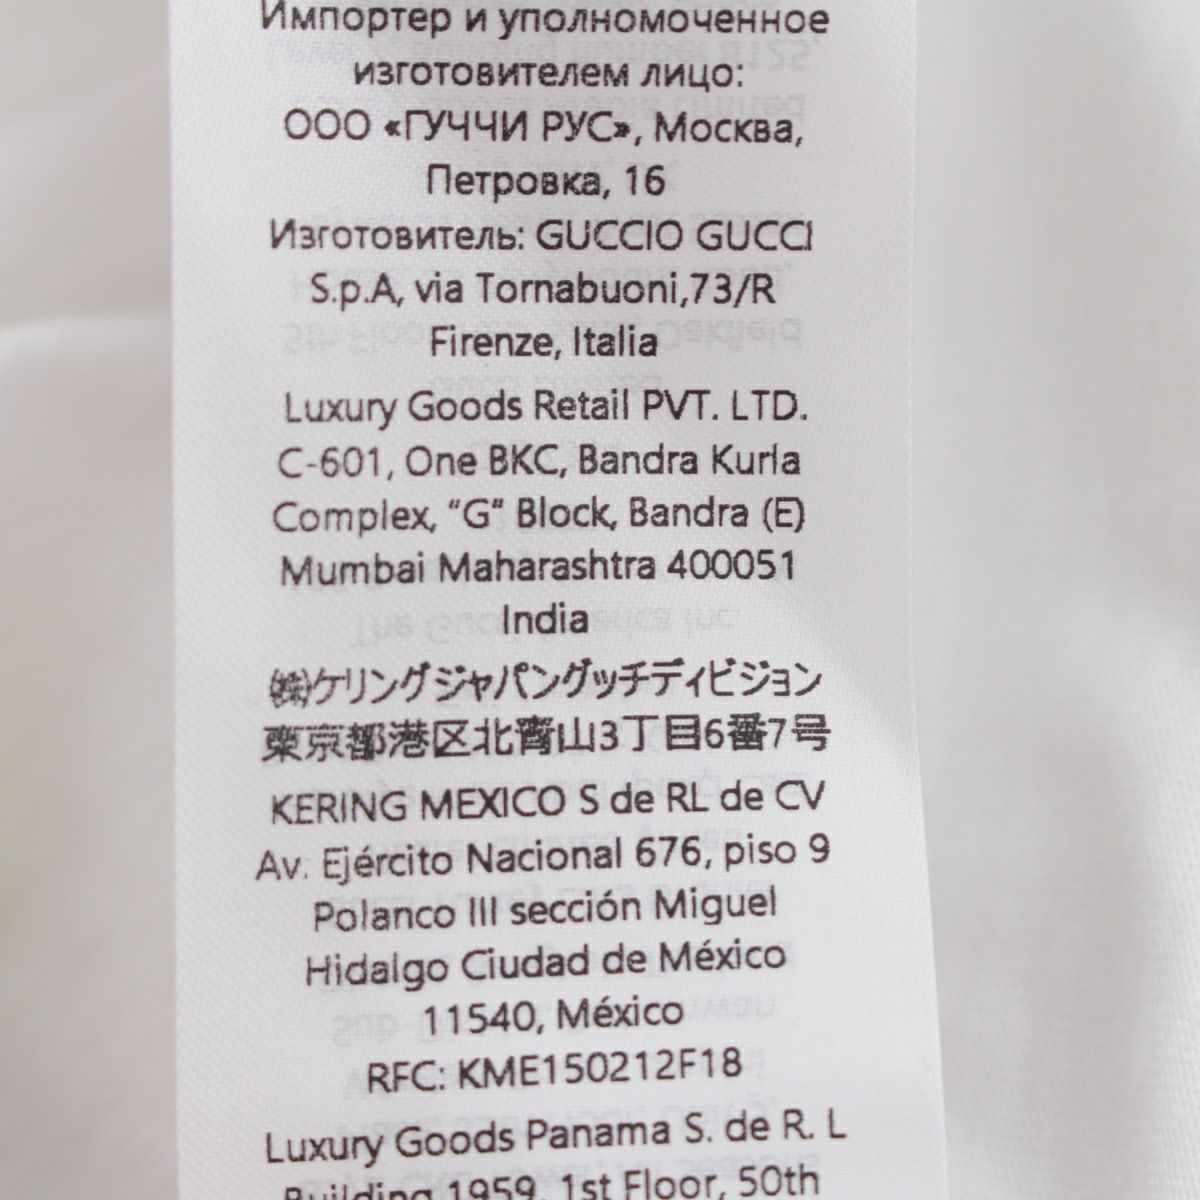 Импортер и уполномоченное
изготовителем лицо:
ООО «ГУЧЧИ РУС», Москва,
Петровка, 16
Изготовитель: GUCCIO GUCCI
S.p.A, via Tornabuoni,73/R
Firenze, Italia
Luxury Goods Retail PVT. LTD.
C-601, One BKC, Bandra Kurla
Complex, “G” Block, Bandra (E)
Mumbai Maharashtra 400051
India
㈱ケリングジャパングッチディビジョン
東京都港区北青山3丁目6番7号
KERING MEXICO S de RL de CV
Av. Ejército Nacional 676, piso 9
Polanco III sección Miguel
Hidalgo Ciudad de México
11540, México
RFC: KME150212F18
Luxury Goods Panama S. de R. L
Building 1959, 1st Floor, 50th